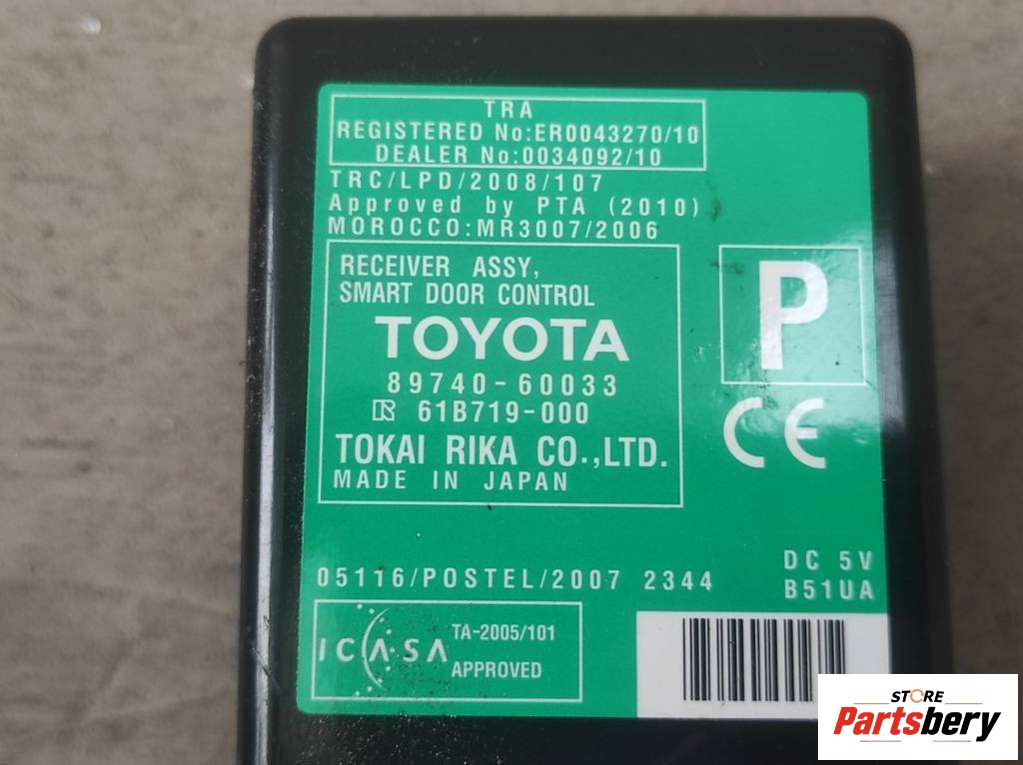 TRA
REGISTERED No:ER0043270/10
DEALER No:0034092/10
TRC/LPD/2008/107
Approved by PTA (2010)
MOROCCO:MR3007/2006
RECEIVER ASSY,
SMART DOOR CONTROL
TOYOTA
89740-60033
61B719-000
TOKAI RIKA CO.,LTD.
MADE IN JAPAN
P
CE
05116/POSTEL/2007 2344
DC 5V
B51UA
ICASA
TA-2005/101
APPROVED
STORE
Partsbery